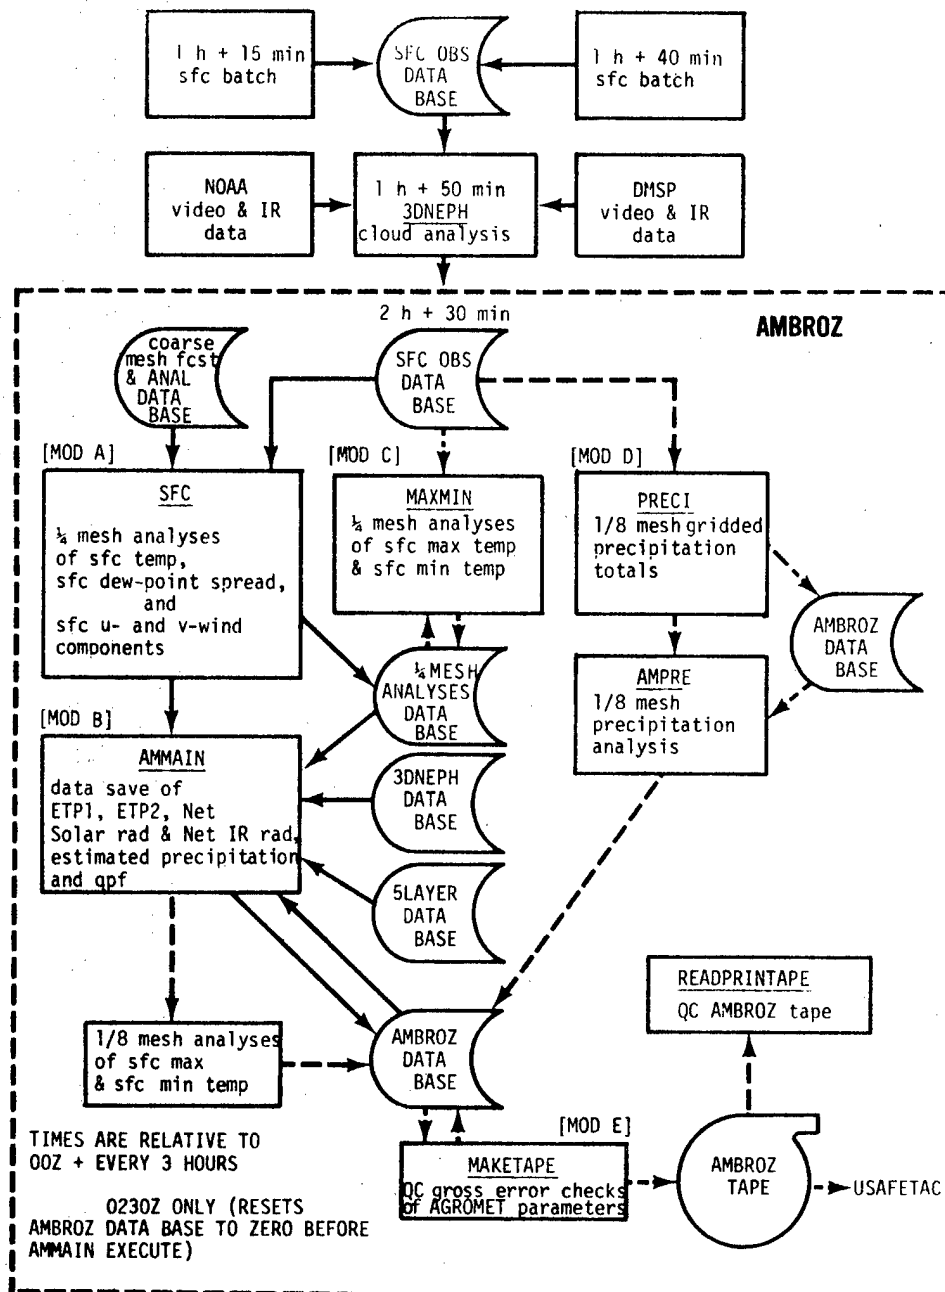 1 h + 15 min
sfc batch
SFC OBS
DATA
BASE
1 h + 40 min
sfc batch
NOAA
video & IR
data
1 h + 50 min
3DNEPH
cloud analysis
DMSP
video & IR
data
2 h + 30 min
AMBROZ
coarse
mesh fcst
& ANAL
DATA
BASE
SFC OBS
DATA
BASE
[MOD A]
SFC
¼ mesh analyses
of sfc temp,
sfc dew-point spread,
and
sfc u- and v-wind
components
[MOD C]
MAXMIN
¼ mesh analyses
of sfc max temp
& sfc min temp
[MOD D]
PRECI
1/8 mesh gridded
precipitation
totals
AMBROZ
DATA
BASE
¼ MESH
ANALYSES
DATA
BASE
AMPRE
1/8 mesh
precipitation
analysis
[MOD B]
AMMAIN
data save of
ETP1, ETP2, Net
Solar rad & Net IR rad,
estimated precipitation
and qpf
3DNEPH
DATA
BASE
5LAYER
DATA
BASE
READPRINTAPE
QC AMBROZ tape
1/8 mesh analyses
of sfc max
& sfc min temp
AMBROZ
DATA
BASE
[MOD E]
MAKETAPE
QC gross error checks
of AGROMET parameters
AMBROZ
TAPE
USAFETAC
TIMES ARE RELATIVE TO
00Z + EVERY 3 HOURS
0230Z ONLY (RESETS
AMBROZ DATA BASE TO ZERO BEFORE
AMMAIN EXECUTE)